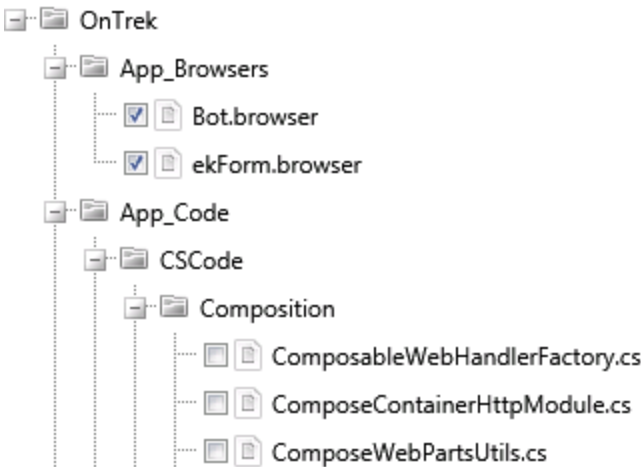 OnTrek
App_Browsers
Bot.browser
ekForm.browser
App_Code
CSCode
Composition
ComposableWebHandlerFactory.cs
ComposeContainerHttpModule.cs
ComposeWebPartsUtils.cs